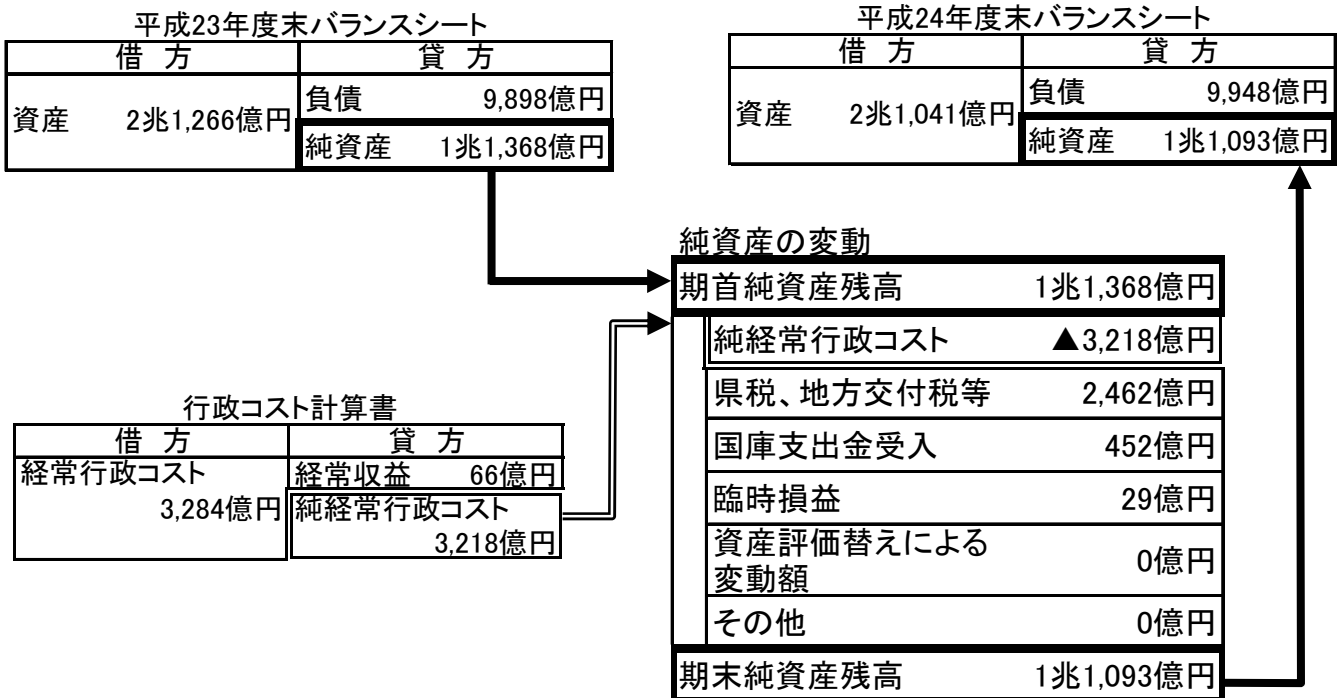 平成23年度末バランスシート
借 方 貸 方
資産 2兆1,266億円
負債 9,898億円
純資産 1兆1,368億円
平成24年度末バランスシート
借 方 貸 方
資産 2兆1,041億円
負債 9,948億円
純資産 1兆1,093億円
純資産の変動
期首純資産残高 1兆1,368億円
純経常行政コスト ▲3,218億円
県税、地方交付税等 2,462億円
国庫支出金受入 452億円
臨時損益 29億円
資産評価替えによる
変動額 0億円
その他 0億円
期末純資産残高 1兆1,093億円
行政コスト計算書
借 方 貸 方
経常行政コスト
3,284億円
経常収益 66億円
純経常行政コスト
3,218億円